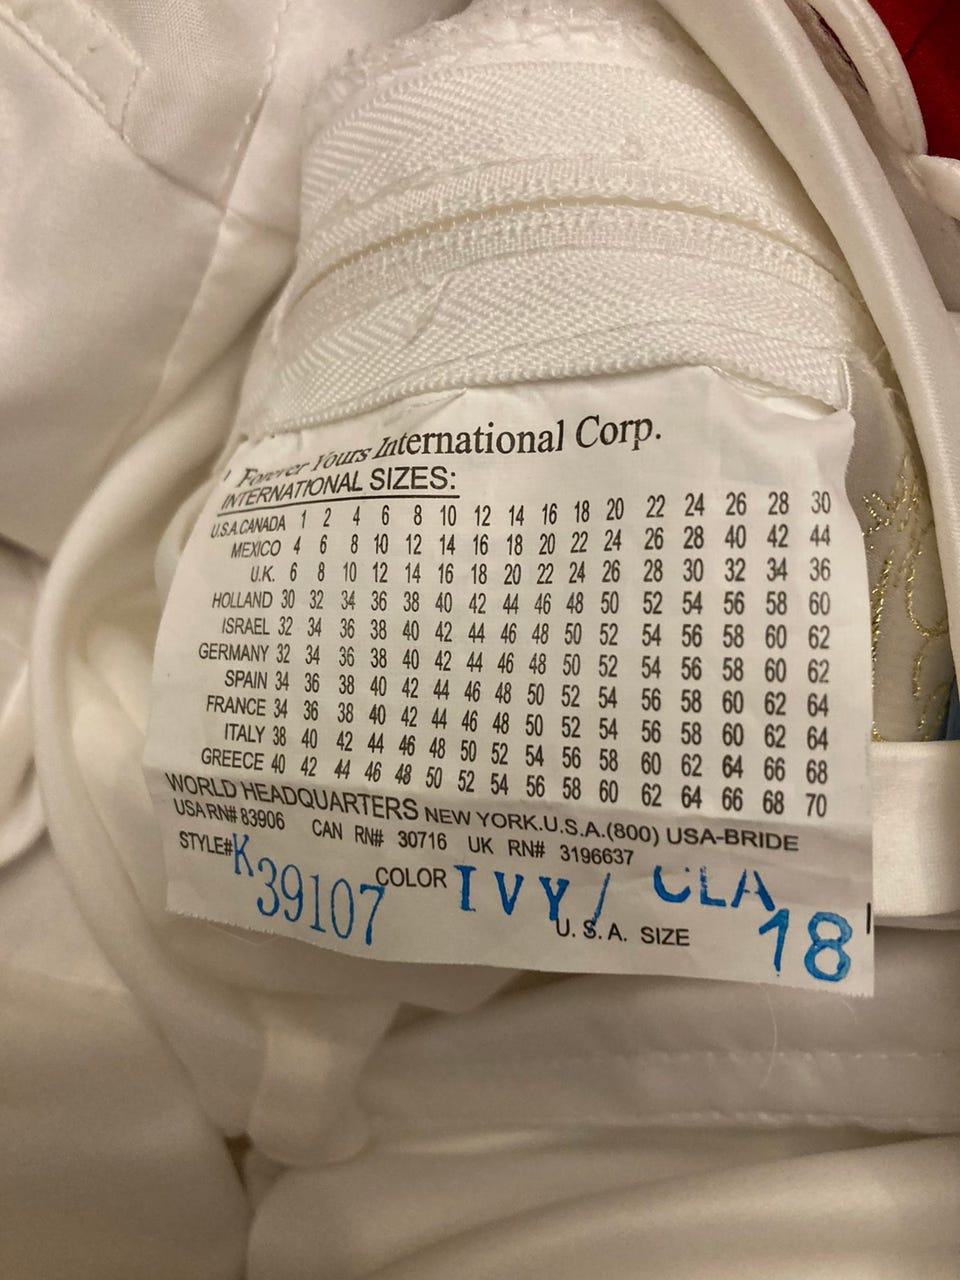 Forever Yours International Corp.
INTERNATIONAL SIZES:
U.S.A.CANADA 1 2 4 6 8 10 12 14 16 18 20 22 24 26 28 30
MEXICO 4 6 8 10 12 14 16 18 20 22 24 26 28 40 42 44
U.K. 6 8 10 12 14 16 18 20 22 24 26 28 30 32 34 36
HOLLAND 30 32 34 36 38 40 42 44 46 48 50 52 54 56 58 60
ISRAEL 32 34 36 38 40 42 44 46 48 50 52 54 56 58 60 62
GERMANY 32 34 36 38 40 42 44 46 48 50 52 54 56 58 60 62
SPAIN 34 36 38 40 42 44 46 48 50 52 54 56 58 60 62 64
FRANCE 34 36 38 40 42 44 46 48 50 52 54 56 58 60 62 64
ITALY 38 40 42 44 46 48 50 52 54 56 58 60 62 64 66 68
GREECE 40 42 44 46 48 50 52 54 56 58 60 62 64 66 68 70
WORLD HEADQUARTERS NEW YORK.U.S.A.(800) USA-BRIDE
USA RN# 83906 CAN RN# 30716 UK RN# 3196637
STYLE# K39107 COLOR IVY/ CLA
U.S.A. SIZE 18